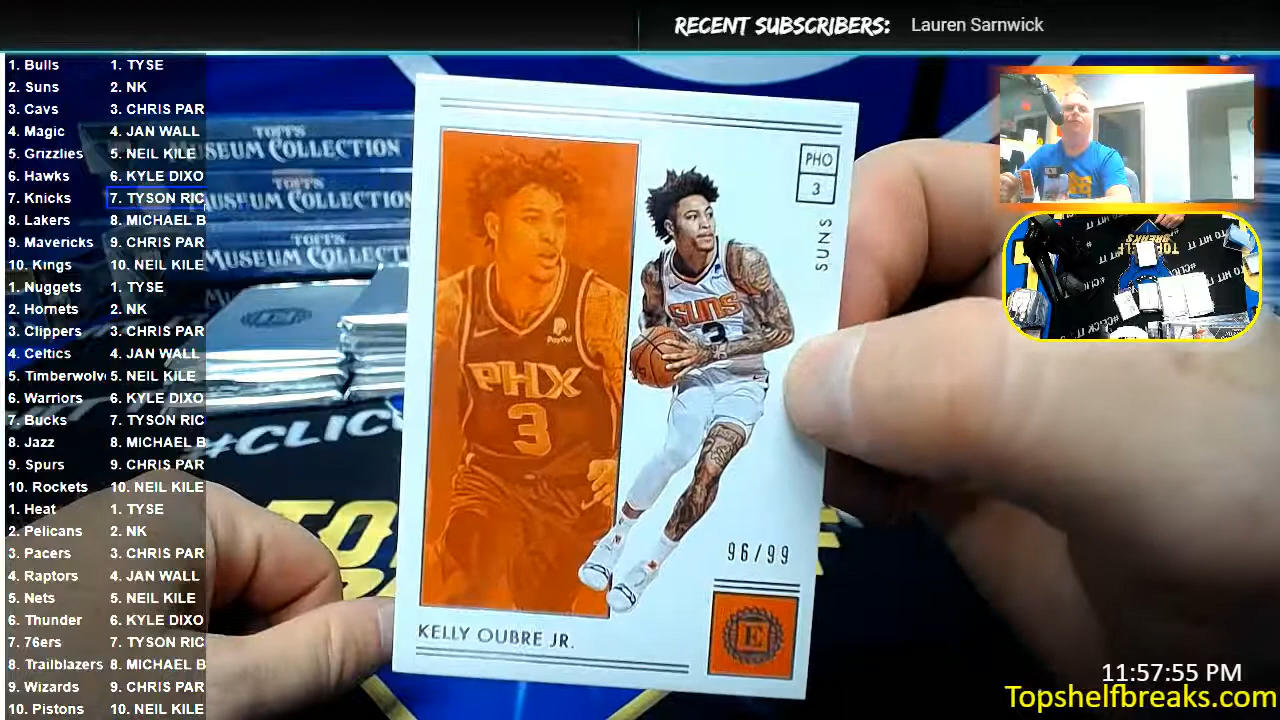 RECENT SUBSCRIBERS: Lauren Sarnwick
1. Bulls 1. TYSE
2. Suns 2. NK
3. Cavs 3. CHRIS PAR
4. Magic 4. JAN WALL
5. Grizzlies 5. NEIL KILE
6. Hawks 6. KYLE DIXO
7. Knicks 7. TYSON RIC
8. Lakers 8. MICHAEL B
9. Mavericks 9. CHRIS PAR
10. Kings 10. NEIL KILE
1. Nuggets 1. TYSE
2. Hornets 2. NK
3. Clippers 3. CHRIS PAR
4. Celtics 4. JAN WALL
5. Timberwolv 5. NEIL KILE
6. Warriors 6. KYLE DIXO
7. Bucks 7. TYSON RIC
8. Jazz 8. MICHAEL B
9. Spurs 9. CHRIS PAR
10. Rockets 10. NEIL KILE
1. Heat 1. TYSE
2. Pelicans 2. NK
3. Pacers 3. CHRIS PAR
4. Raptors 4. JAN WALL
5. Nets 5. NEIL KILE
6. Thunder 6. KYLE DIXO
7. 76ers 7. TYSON RIC
8. Trailblazers 8. MICHAEL B
9. Wizards 9. CHRIS PAR
10. Pistons 10. NEIL KILE
TOPPS
SEUM COLLECTION
TOPPS
MUSEUM COLLECTION
TOPPS
MUSEUM COLLECT
#CLIC
PHO
3
SUNS
PHX
3
PayPal
SUNS
3
96/99
E
KELLY OUBRE JR.
11:57:55 PM
Topshelfbreaks.com